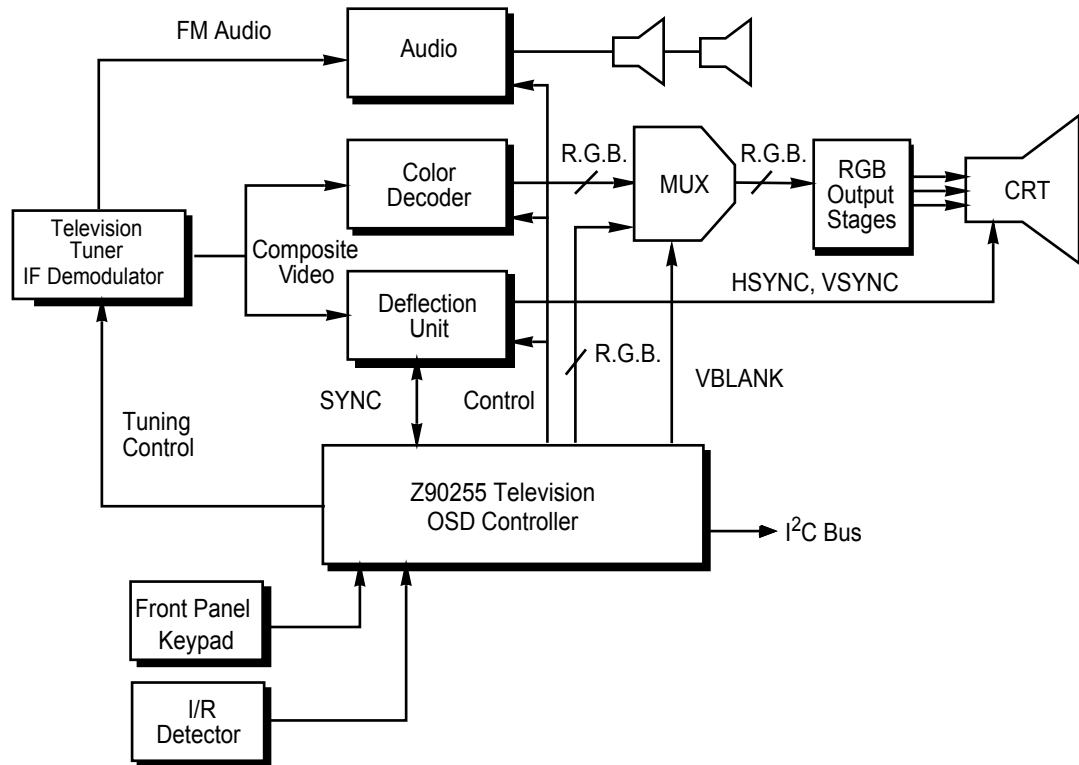 FM Audio
Audio
R.G.B.
R.G.B.
Color
Decoder
MUX
RGB
Output
Stages
CRT
Television
Tuner
IF Demodulator
Composite
Video
HSYNC, VSYNC
Deflection
Unit
R.G.B.
VBLANK
SYNC
Control
Tuning
Control
Z90255 Television
OSD Controller
I²C Bus
Front Panel
Keypad
I/R
Detector